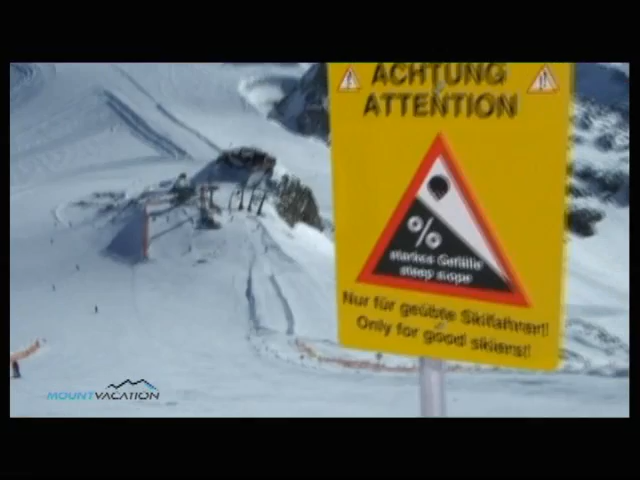 ACHTUNG
ATTENTION
%
starkes Gefälle
steep slope
Nur für geübte Skifahrer!
Only for good skiers!
MOUNTVACATION